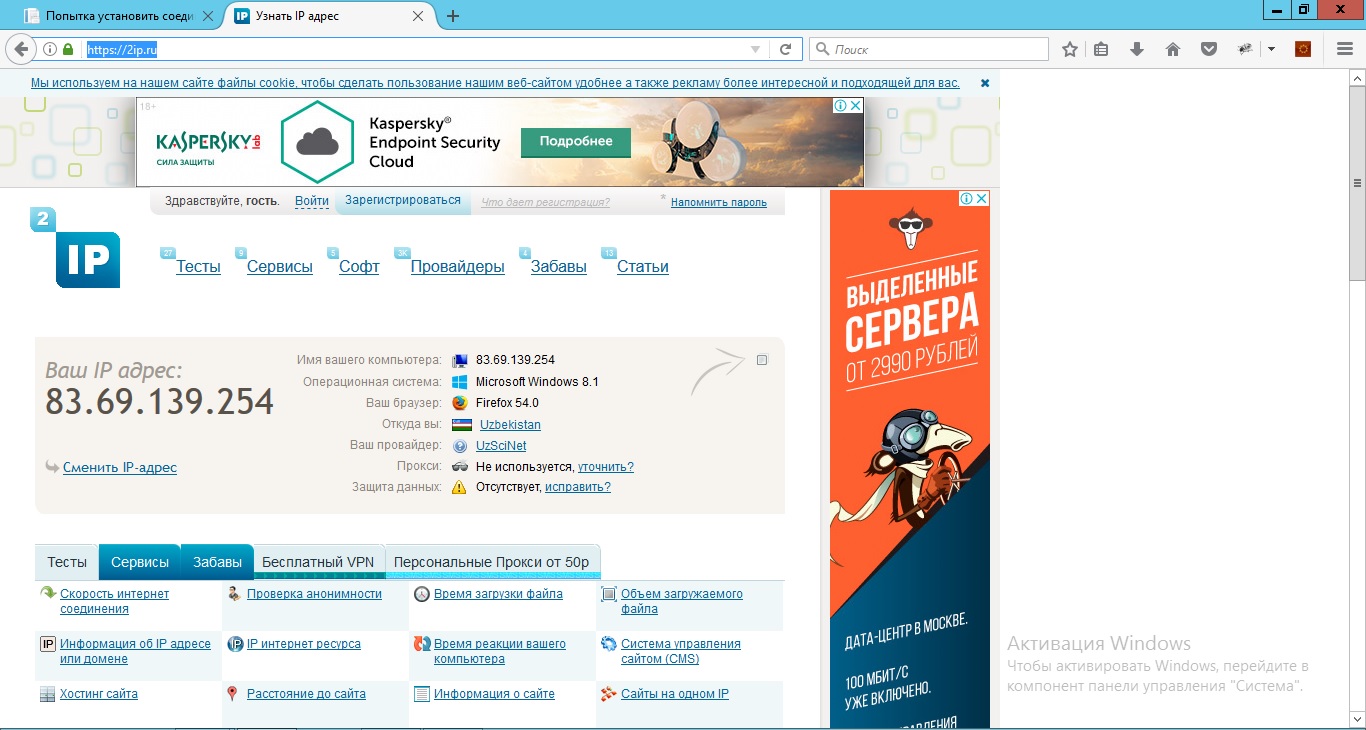 Попытка установить соеди
Узнать IP адрес
https://2ip.ru
Поиск
Мы используем на нашем сайте файлы cookie, чтобы сделать пользование нашим веб-сайтом удобнее а также рекламу более интересной и подходящей для вас.
18+
KASPERSKY lab
СИЛА ЗАЩИТЫ
Kaspersky®
Endpoint Security
Cloud
Подробнее
Здравствуйте, гость.
Войти
Зарегистрироваться
Что дает регистрация?
* Напомнить пароль
2
IP
27 Тесты
9 Сервисы
5 Софт
3K Провайдеры
4 Забавы
13 Статьи
Ваш IP адрес:
83.69.139.254
Сменить IP-адрес
Имя вашего компьютера: 83.69.139.254
Операционная система: Microsoft Windows 8.1
Ваш браузер: Firefox 54.0
Откуда вы: Uzbekistan
Ваш провайдер: UzSciNet
Прокси: Не используется, уточнить?
Защита данных: Отсутствует, исправить?
Тесты
Сервисы
Забавы
Бесплатный VPN
Персональные Прокси от 50р
Скорость интернет
соединения
Проверка анонимности
Время загрузки файла
Объем загружаемого
файла
IP
Информация об IP адресе
или домене
IP
IP интернет ресурса
Время реакции вашего
компьютера
Система управления
сайтом (CMS)
Хостинг сайта
Расстояние до сайта
Информация о сайте
Сайты на одном IP
ВЫДЕЛЕННЫЕ
СЕРВЕРА
ОТ 2990 РУБЛЕЙ
ДАТА-ЦЕНТР В МОСКВЕ.
100 МБИТ/С
УЖЕ ВКЛЮЧЕНО.
Активация Windows
Чтобы активировать Windows, перейдите в
компонент панели управления "Система".